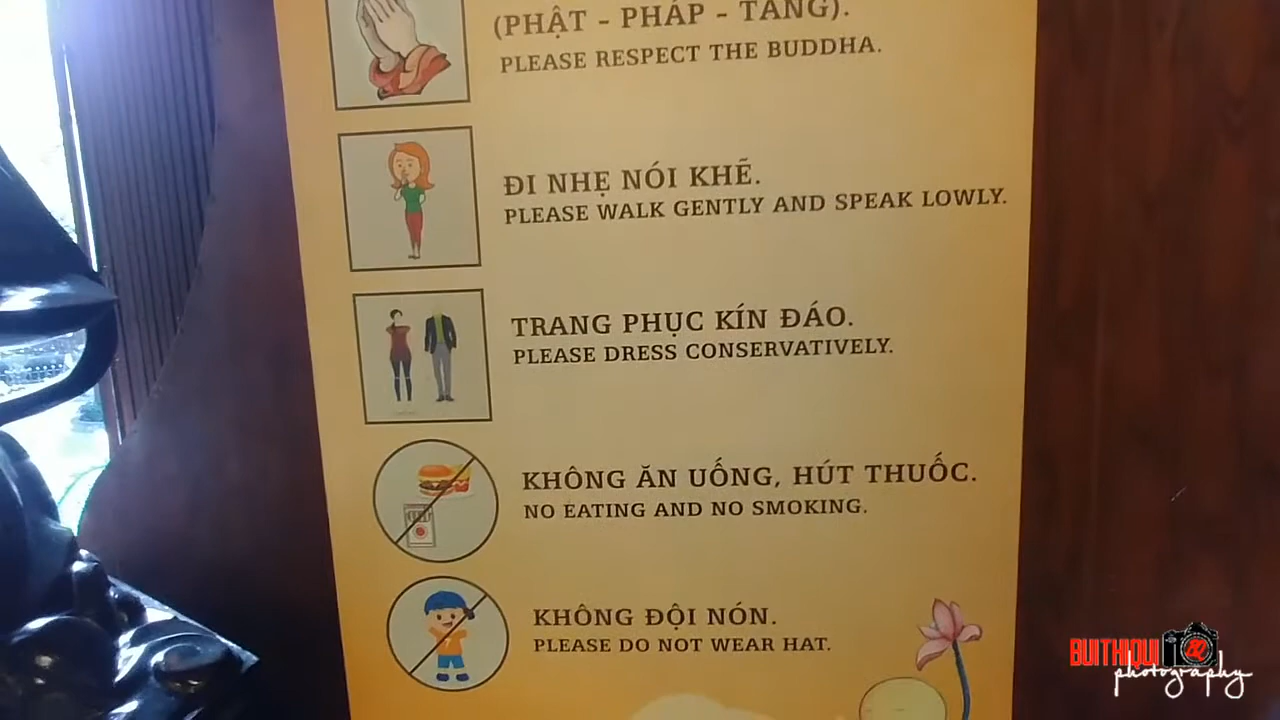 (PHẬT - PHÁP - TĂNG).
PLEASE RESPECT THE BUDDHA.
ĐI NHẸ NÓI KHẼ.
PLEASE WALK GENTLY AND SPEAK LOWLY.
TRANG PHỤC KÍN ĐÁO.
PLEASE DRESS CONSERVATIVELY.
KHÔNG ĂN UỐNG, HÚT THUỐC.
NO EATING AND NO SMOKING.
KHÔNG ĐỘI NÓN.
PLEASE DO NOT WEAR HAT.
BUITHIQUI
photography